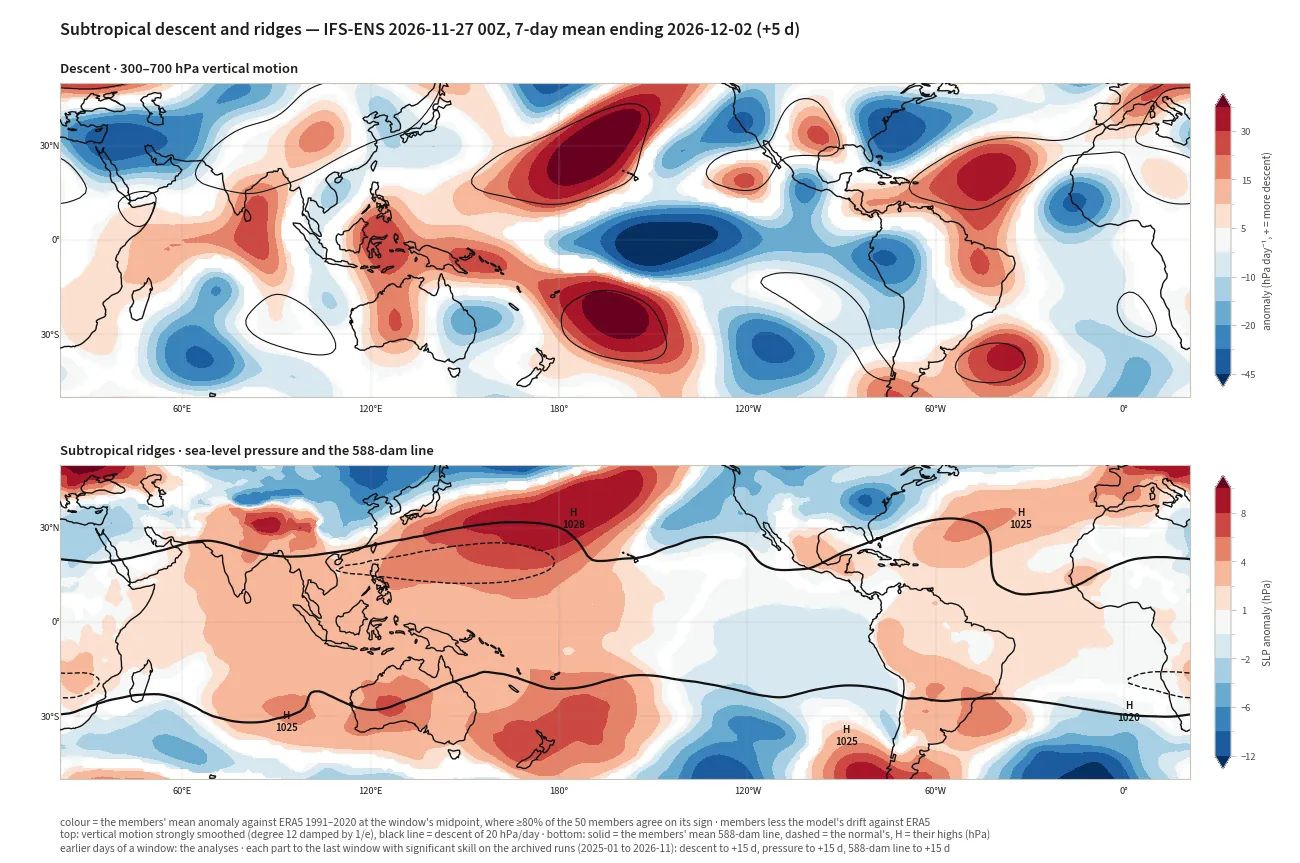 Subtropical descent and ridges — IFS-ENS 2026-11-27 00Z, 7-day mean ending 2026-12-02 (+5 d)
Descent · 300–700 hPa vertical motion
30°N
0°
30°S
60°E
120°E
180°
120°W
60°W
0°
30
15
5
−10
−20
−45
anomaly (hPa day⁻¹, + = more descent)
Subtropical ridges · sea-level pressure and the 588-dam line
30°N
0°
30°S
H
1028
H
1025
H
1025
H
1025
H
1020
60°E
120°E
180°
120°W
60°W
0°
8
4
1
−2
−6
−12
SLP anomaly (hPa)
colour = the members' mean anomaly against ERA5 1991–2020 at the window's midpoint, where ≥80% of the 50 members agree on its sign · members less the model's drift against ERA5
top: vertical motion strongly smoothed (degree 12 damped by 1/e), black line = descent of 20 hPa/day · bottom: solid = the members' mean 588-dam line, dashed = the normal's, H = their highs (hPa)
earlier days of a window: the analyses · each part to the last window with significant skill on the archived runs (2025-01 to 2026-11): descent to +15 d, pressure to +15 d, 588-dam line to +15 d